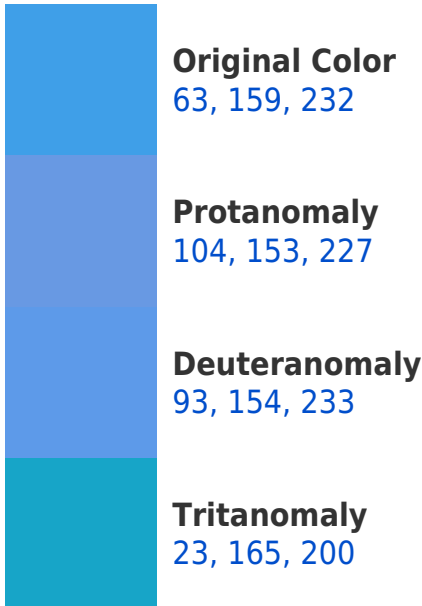 Original Color
63, 159, 232
Protanomaly
104, 153, 227
Deuteranomaly
93, 154, 233
Tritanomaly
23, 165, 200